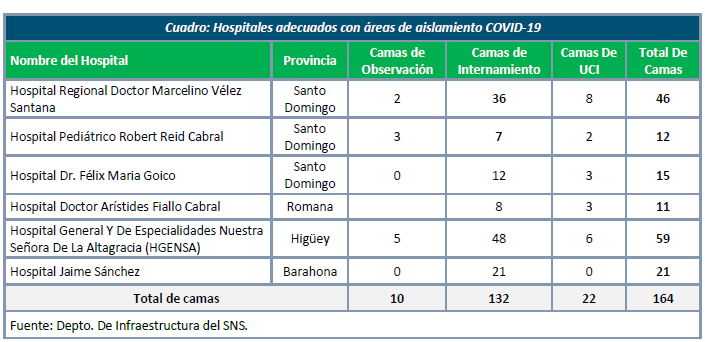 Cuadro: Hospitales adecuados con áreas de aislamiento COVID-19
Nombre del Hospital Provincia Camas de Observación Camas de Internamiento Camas De UCI Total De Camas
Hospital Regional Doctor Marcelino Vélez Santana Santo Domingo 2 36 8 46
Hospital Pediátrico Robert Reid Cabral Santo Domingo 3 7 2 12
Hospital Dr. Félix Maria Goico Santo Domingo 0 12 3 15
Hospital Doctor Arístides Fiallo Cabral Romana 8 3 11
Hospital General Y De Especialidades Nuestra Señora De La Altagracia (HGENSA) Higüey 5 48 6 59
Hospital Jaime Sánchez Barahona 0 21 0 21
Total de camas 10 132 22 164
Fuente: Depto. De Infraestructura del SNS.